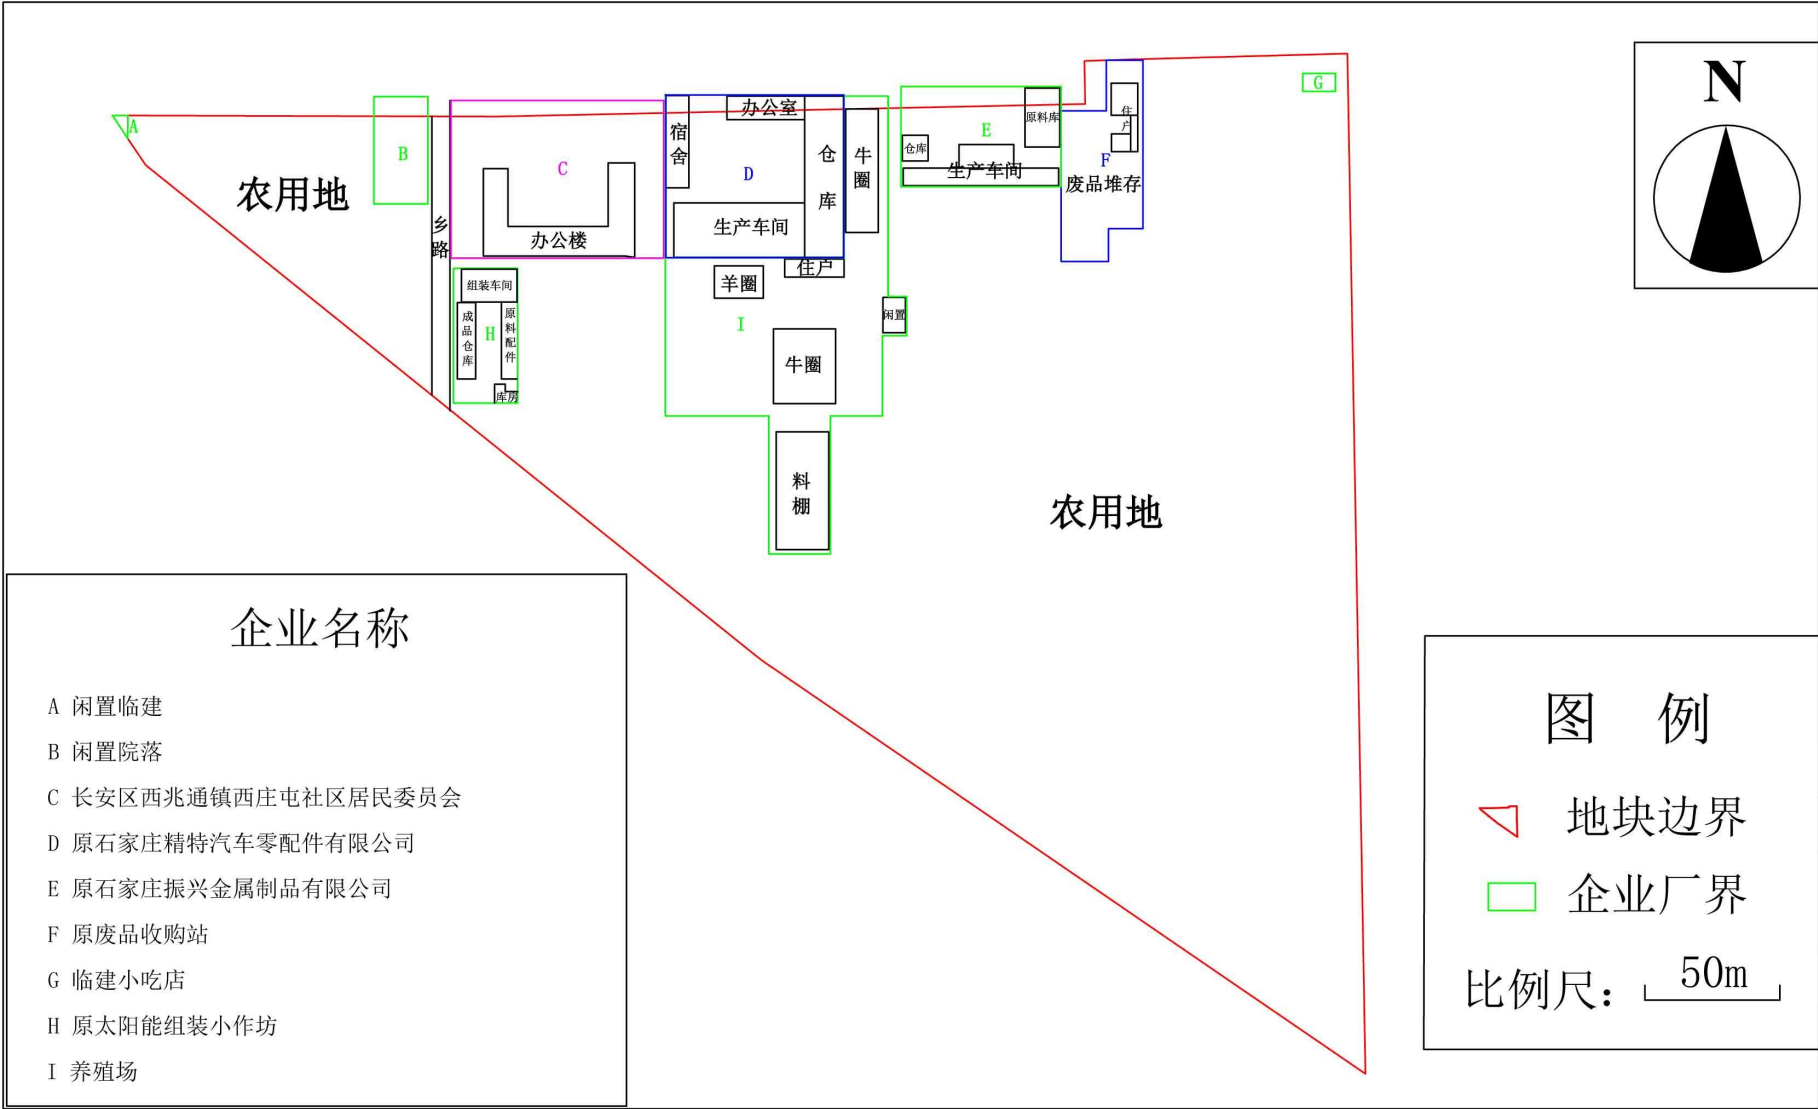 N
A
B
农用地
乡路
C
办公楼
宿舍
办公室
D
仓库
生产车间
牛圈
住户
羊圈
I
闲置
牛圈
料棚
组装车间
成品仓库
H
原料配件
库房
E
原料库
仓库
生产车间
住户
F
废品堆存
G
农用地
企业名称
A 闲置临建
B 闲置院落
C 长安区西兆通镇西庄屯社区居民委员会
D 原石家庄精特汽车零配件有限公司
E 原石家庄振兴金属制品有限公司
F 原废品收购站
G 临建小吃店
H 原太阳能组装小作坊
I 养殖场
图 例
地块边界
企业厂界
比例尺： 50m